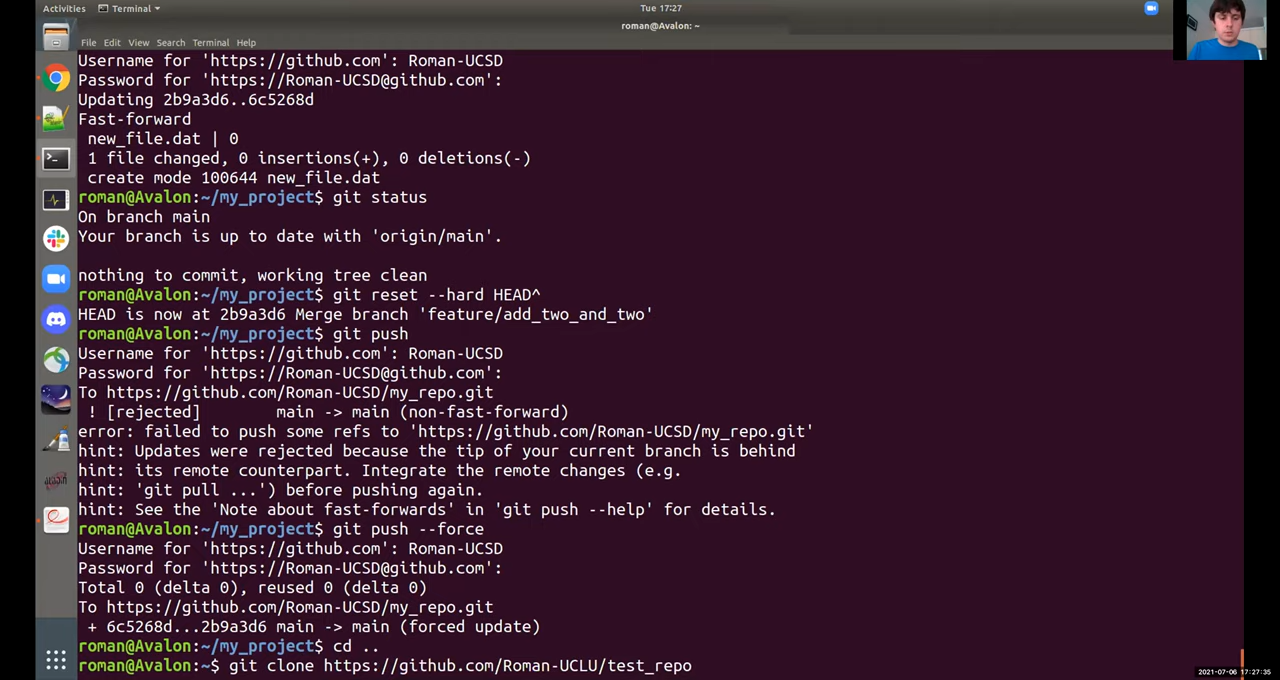 Activities Terminal Tue 17:27
roman@Avalon: ~
File Edit View Search Terminal Help
Username for 'https://github.com': Roman-UCSD
Password for 'https://Roman-UCSD@github.com':
Updating 2b9a3d6..6c5268d
Fast-forward
 new_file.dat | 0
 1 file changed, 0 insertions(+), 0 deletions(-)
 create mode 100644 new_file.dat
roman@Avalon:~/my_project$ git status
On branch main
Your branch is up to date with 'origin/main'.
nothing to commit, working tree clean
roman@Avalon:~/my_project$ git reset --hard HEAD^
HEAD is now at 2b9a3d6 Merge branch 'feature/add_two_and_two'
roman@Avalon:~/my_project$ git push
Username for 'https://github.com': Roman-UCSD
Password for 'https://Roman-UCSD@github.com':
To https://github.com/Roman-UCSD/my_repo.git
 ! [rejected]        main -> main (non-fast-forward)
error: failed to push some refs to 'https://github.com/Roman-UCSD/my_repo.git'
hint: Updates were rejected because the tip of your current branch is behind
hint: its remote counterpart. Integrate the remote changes (e.g.
hint: 'git pull ...') before pushing again.
hint: See the 'Note about fast-forwards' in 'git push --help' for details.
roman@Avalon:~/my_project$ git push --force
Username for 'https://github.com': Roman-UCSD
Password for 'https://Roman-UCSD@github.com':
Total 0 (delta 0), reused 0 (delta 0)
To https://github.com/Roman-UCSD/my_repo.git
 + 6c5268d...2b9a3d6 main -> main (forced update)
roman@Avalon:~/my_project$ cd ..
roman@Avalon:~$ git clone https://github.com/Roman-UCLU/test_repo
2021-07-06 17:27:35